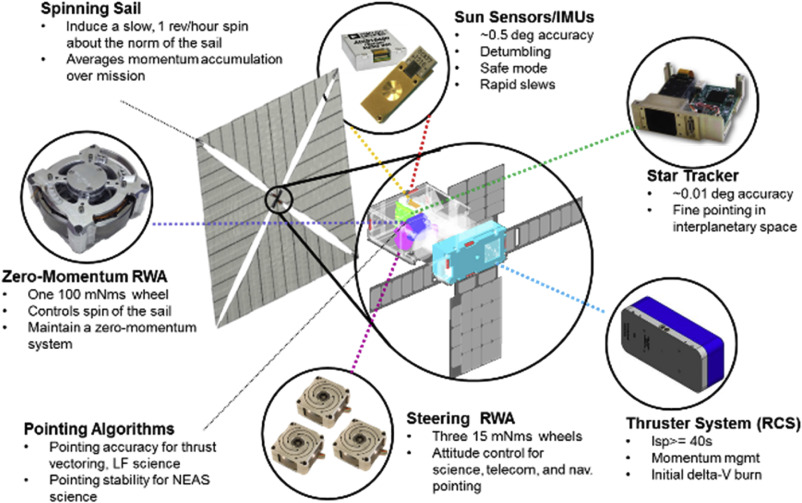 Spinning Sail
• Induce a slow, 1 rev/hour spin
about the norm of the sail
• Averages momentum accumulation
over mission
Sun Sensors/IMUs
• ~0.5 deg accuracy
• Detumbling
• Safe mode
• Rapid slews
Star Tracker
• ~0.01 deg accuracy
• Fine pointing in
interplanetary space
Zero-Momentum RWA
• One 100 mNms wheel
• Controls spin of the sail
• Maintain a zero-momentum
system
Pointing Algorithms
• Pointing accuracy for thrust
vectoring, LF science
• Pointing stability for NEAS
science
Steering RWA
• Three 15 mNms wheels
• Attitude control for
science, telecom, and nav.
pointing
Thruster System (RCS)
• Isp>= 40s
• Momentum mgmt
• Initial delta-V burn